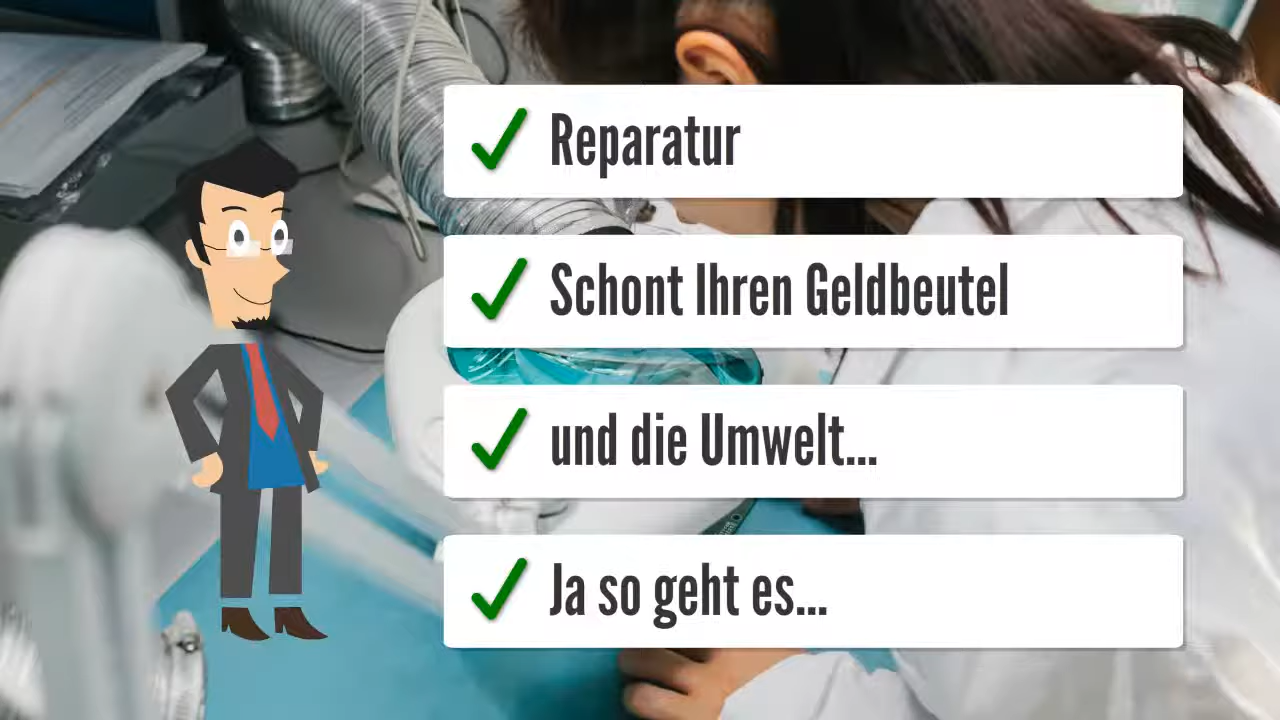 Reparatur
Schont Ihren Geldbeutel
und die Umwelt...
Ja so geht es...